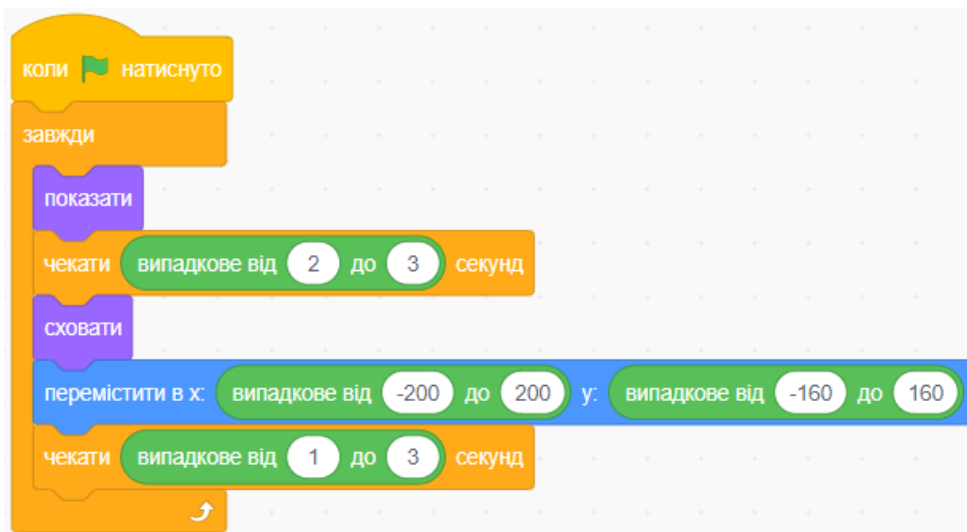 коли натиснуто
завжди
показати
чекати випадкове від 2 до 3 секунд
сховати
перемістити в x: випадкове від -200 до 200 y: випадкове від -160 до 160
чекати випадкове від 1 до 3 секунд